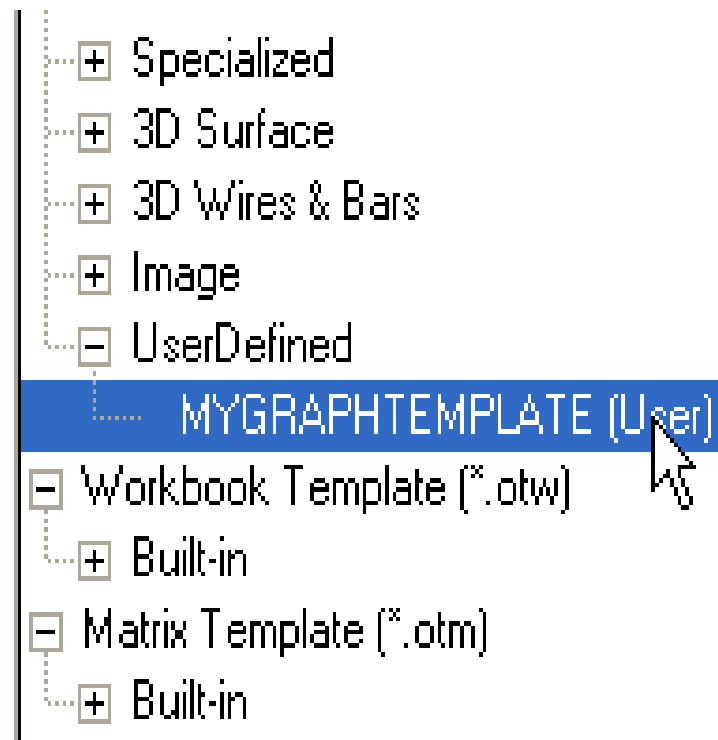 Specialized
3D Surface
3D Wires & Bars
Image
UserDefined
MYGRAPHTEMPLATE (User)
Workbook Template (*.otw)
Built-in
Matrix Template (*.otm)
Built-in